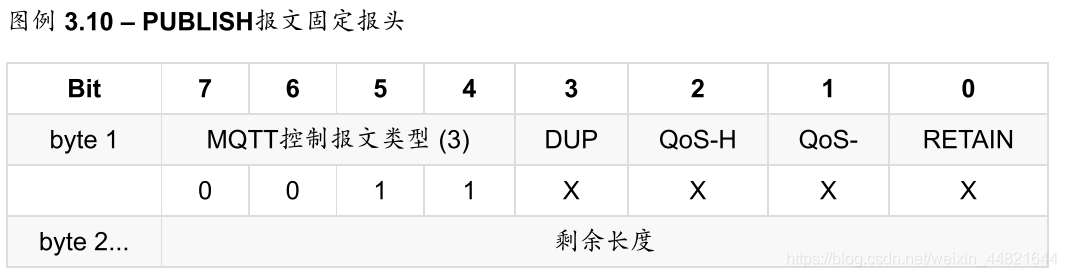 图例 3.10 – PUBLISH报文固定报头
Bit 7 6 5 4 3 2 1 0
byte 1 MQTT控制报文类型 (3) DUP QoS-H QoS- RETAIN
0 0 1 1 X X X X
byte 2... 剩余长度
https://blog.csdn.net/weixin_44821644